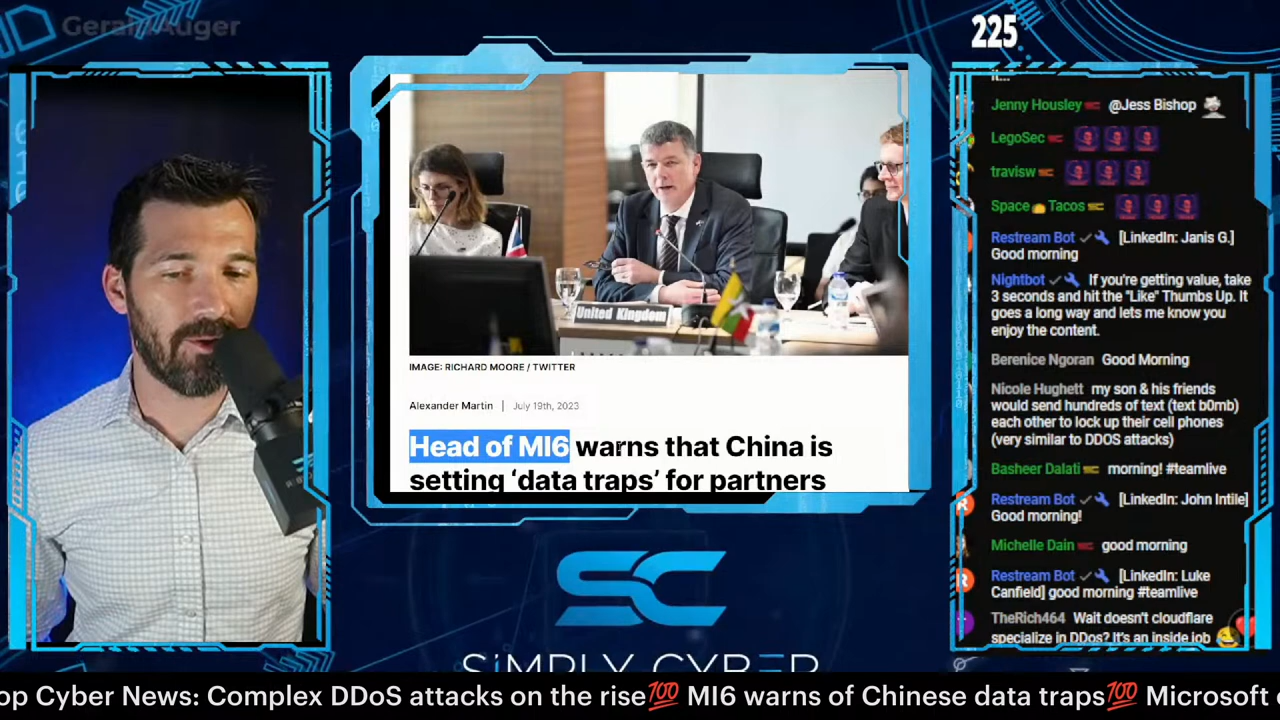 Gerald Auger
225
United Kingdom
IMAGE: RICHARD MOORE / TWITTER
Alexander Martin | July 19th, 2023
Head of MI6 warns that China is
setting ‘data traps’ for partners
SC
SIMPLY CYBER
Jenny Housley @Jess Bishop
LegoSec
travisw
Space Tacos
Restream Bot [LinkedIn: Janis G.]
Good morning
Nightbot If you're getting value, take
3 seconds and hit the "Like" Thumbs Up. It
goes a long way and lets me know you
enjoy the content.
Berenice Ngoran Good Morning
Nicole Hughett my son & his friends
would send hundreds of text (text b0mb)
each other to lock up their cell phones
(very similar to DDOS attacks)
Basheer Dalati morning! #teamlive
Restream Bot [LinkedIn: John Intile]
Good morning!
Michelle Dain good morning
Restream Bot [LinkedIn: Luke
Canfield] good morning #teamlive
TheRich464 Wait doesn't cloudflare
specialize in DDos? It's an inside job
op Cyber News: Complex DDoS attacks on the rise💯 MI6 warns of Chinese data traps💯 Microsoft